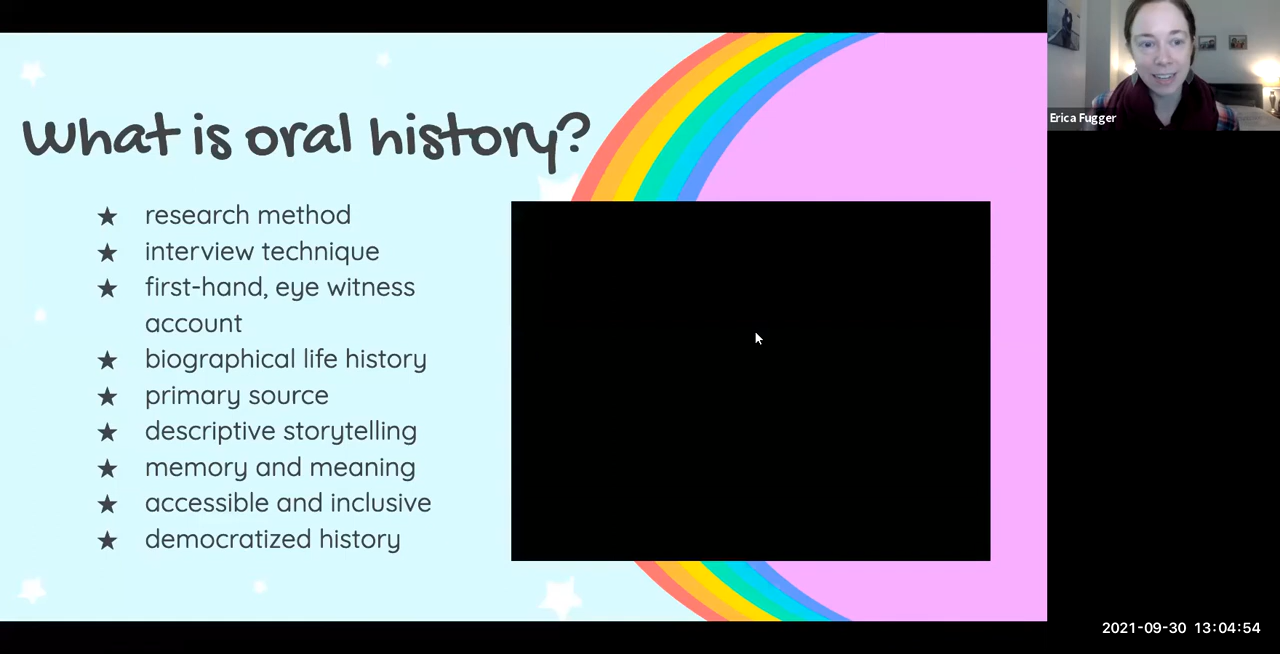 What is oral history?
★ research method
★ interview technique
★ first-hand, eye witness
account
★ biographical life history
★ primary source
★ descriptive storytelling
★ memory and meaning
★ accessible and inclusive
★ democratized history
Erica Fugger
2021-09-30 13:04:54